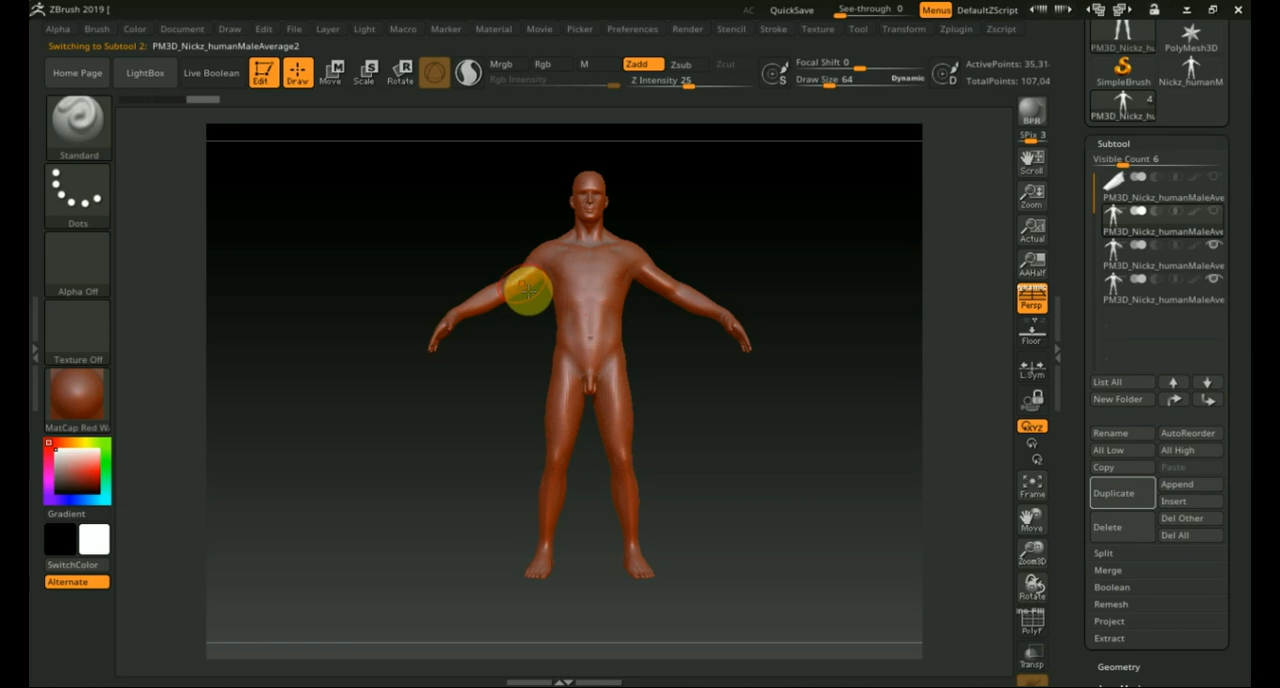 ZBrush 2019 [
AC QuickSave See-through 0 Menus DefaultZScript
Alpha Brush Color Document Draw Edit File Layer Light Macro Marker Material Movie Picker Preferences Render Stencil Stroke Texture Tool Transform Zplugin Zscript
Switching to Subtool 2: PM3D_Nickz_humanMaleAverage2
Home Page LightBox Live Boolean Edit Draw Move Scale Rotate
Mrgb Rgb M Zadd Zsub Zcut
Rgb Intensity Z Intensity 25
Focal Shift 0
Draw Size 64 Dynamic
ActivePoints: 35,31
TotalPoints: 107,04
Standard
Dots
Alpha Off
Texture Off
MatCap Red W
Gradient
SwitchColor
Alternate
BPR
SPix 3
Scroll
Zoom
Actual
AAHalf
Persp
Floor
L.Sym
XYZ
Frame
Move
Zoom3D
Rotate
PolyF
Transp
PM3D_Nickz_hu PolyMesh3D
SimpleBrush Nickz_humanM
4
PM3D_Nickz_hu
Subtool
Visible Count 6
PM3D_Nickz_humanMaleAve
PM3D_Nickz_humanMaleAve
PM3D_Nickz_humanMaleAve
PM3D_Nickz_humanMaleAve
List All
New Folder
Rename AutoReorder
All Low All High
Copy Paste
Duplicate Append
Insert
Delete Del Other
Del All
Split
Merge
Boolean
Remesh
Project
Extract
Geometry